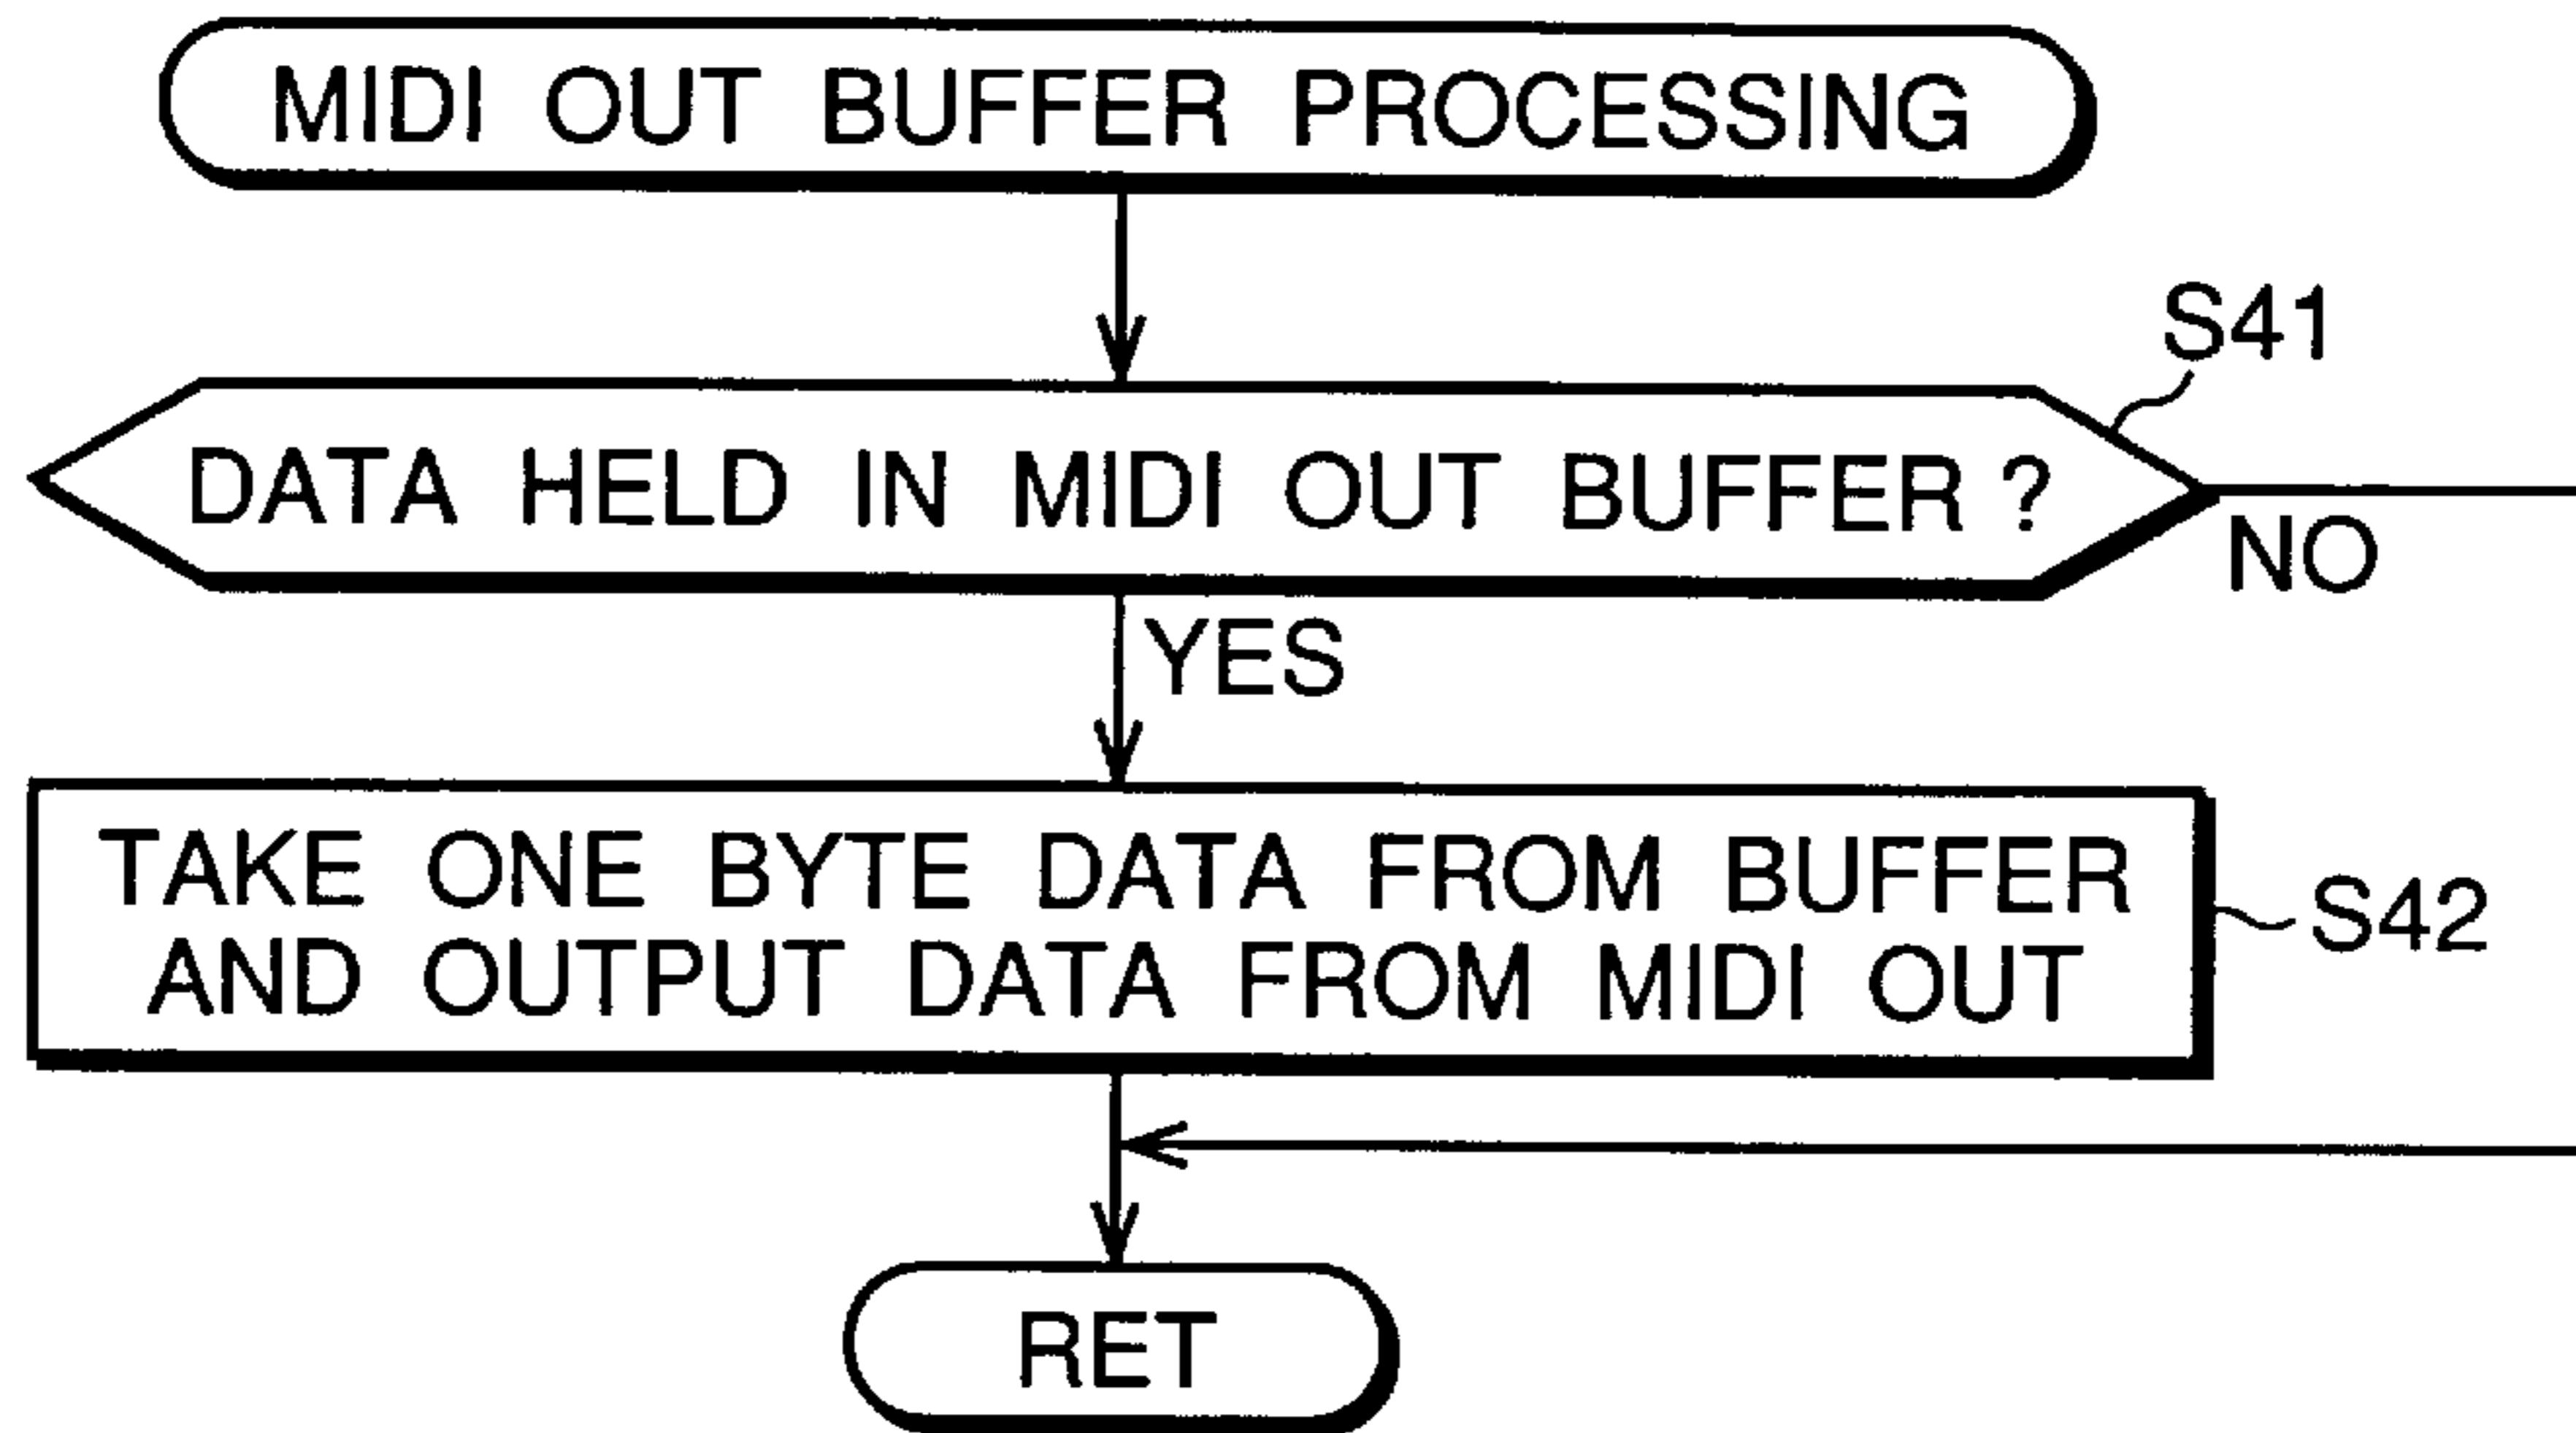 MIDI OUT BUFFER PROCESSING
S41
DATA HELD IN MIDI OUT BUFFER ?
NO
YES
TAKE ONE BYTE DATA FROM BUFFER
AND OUTPUT DATA FROM MIDI OUT
S42
RET